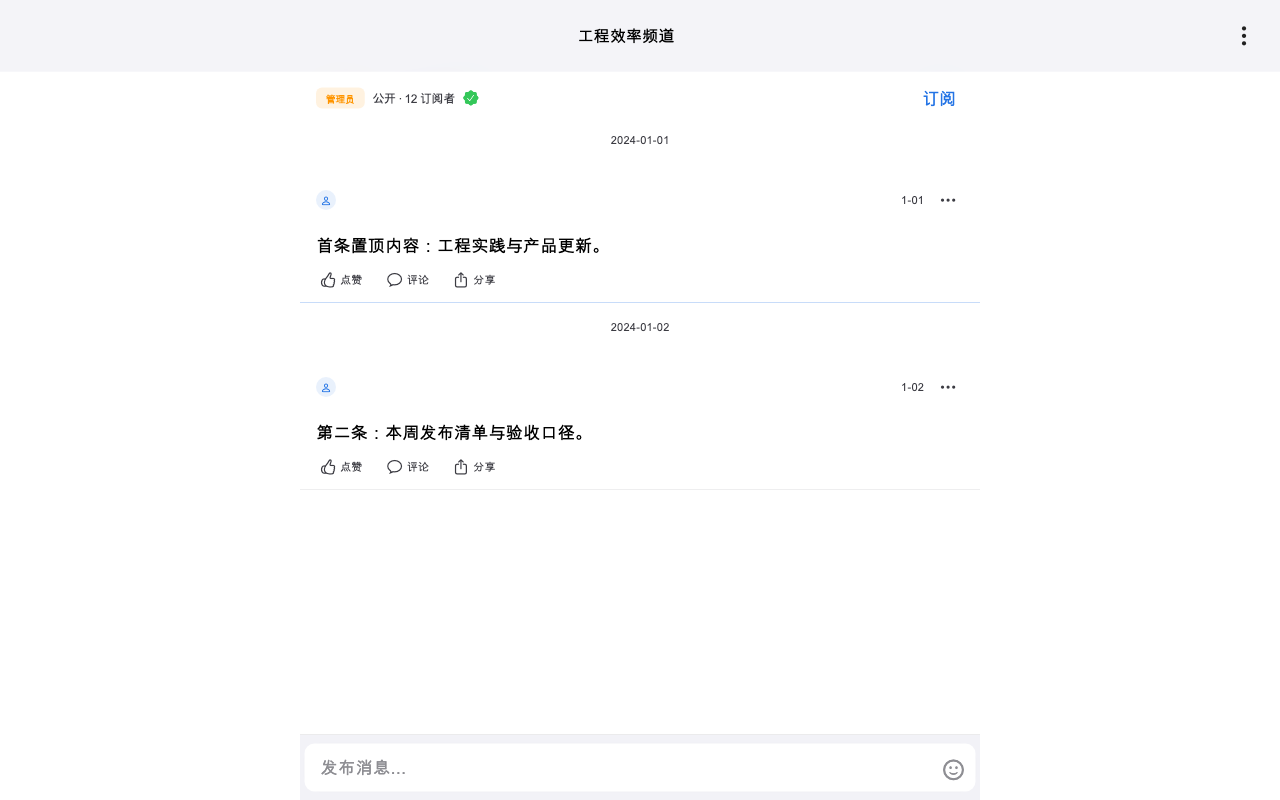 工程效率频道
管理员 公开 · 12 订阅者 订阅
2024-01-01
1-01
首条置顶内容：工程实践与产品更新。
点赞 评论 分享
2024-01-02
1-02
第二条：本周发布清单与验收口径。
点赞 评论 分享
发布消息...